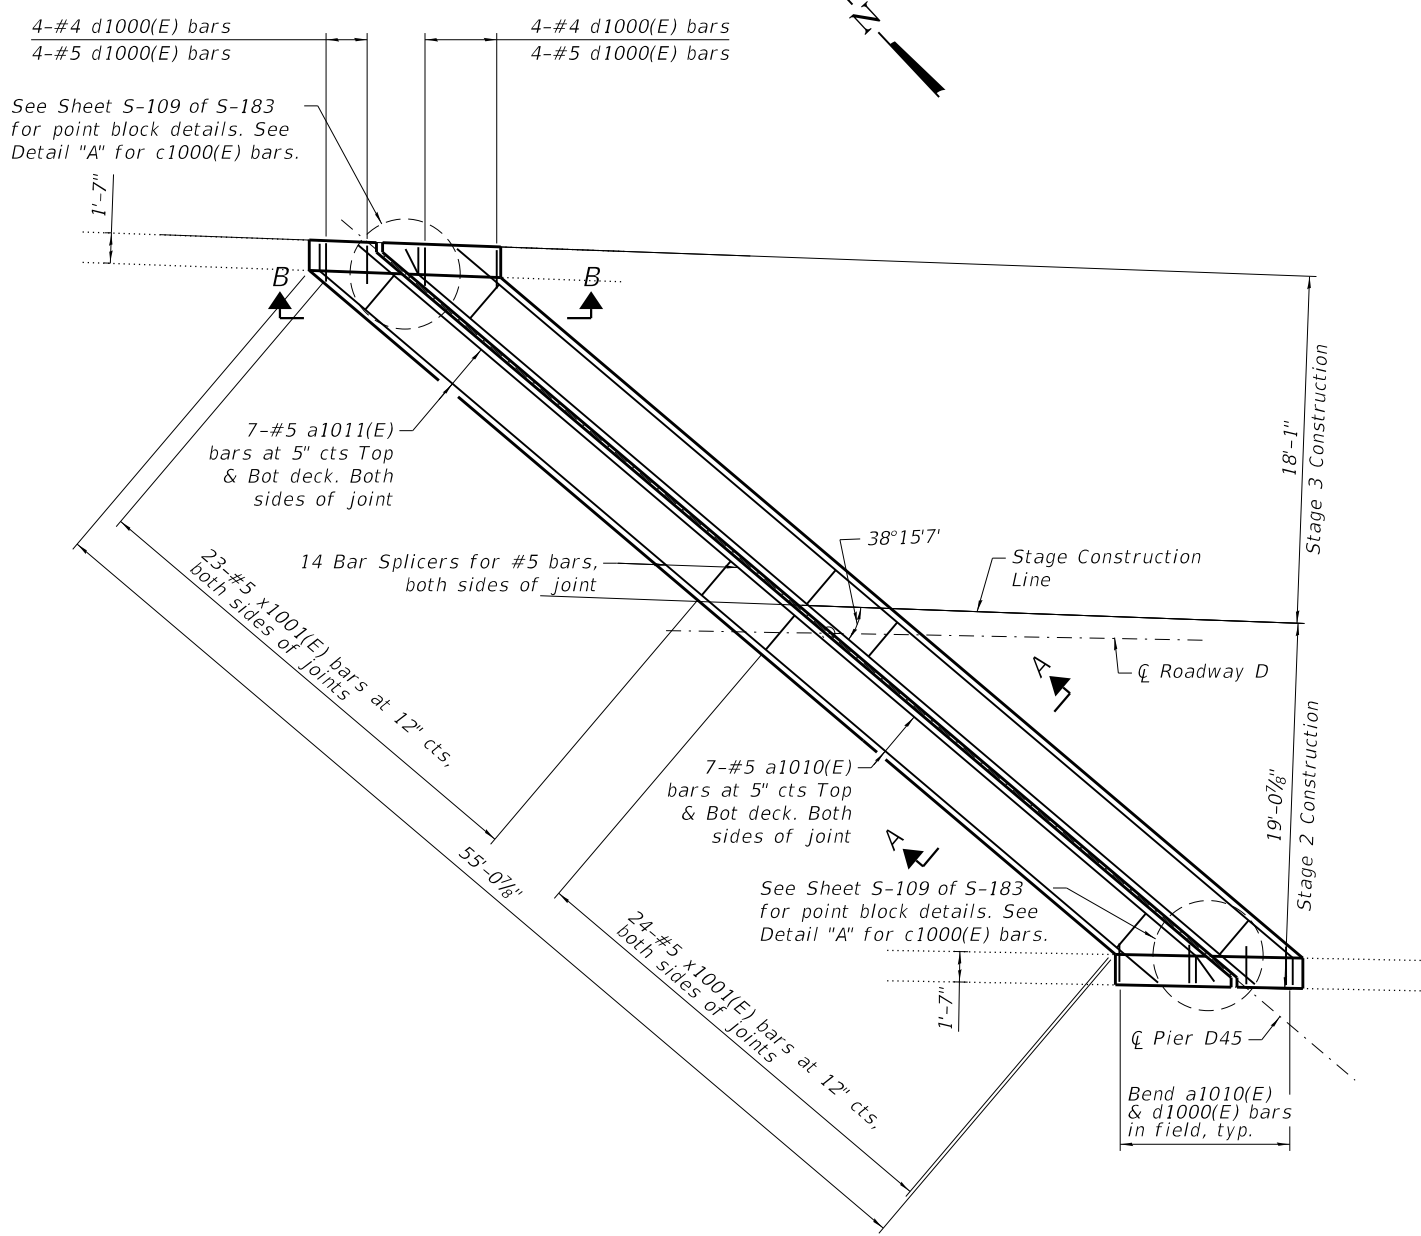 4-#4 d1000(E) bars
4-#5 d1000(E) bars
4-#4 d1000(E) bars
4-#5 d1000(E) bars
N
See Sheet S-109 of S-183
for point block details. See
Detail "A" for c1000(E) bars.
1'-7"
B
B
7-#5 a1011(E)
bars at 5" cts Top
& Bot deck. Both
sides of joint
18'-1"
Stage 3 Construction
38°15'7'
14 Bar Splicers for #5 bars,
both sides of joint
Stage Construction
Line
23-#5 x1001(E) bars at 12" cts,
both sides of joints
A
℄ Roadway D
7-#5 a1010(E)
bars at 5" cts Top
& Bot deck. Both
sides of joint
19'-0⅞"
Stage 2 Construction
A
55'-0⅞"
See Sheet S-109 of S-183
for point block details. See
Detail "A" for c1000(E) bars.
24-#5 x1001(E) bars at 12" cts,
both sides of joints
1'-7"
℄ Pier D45
Bend a1010(E)
& d1000(E) bars
in field, typ.